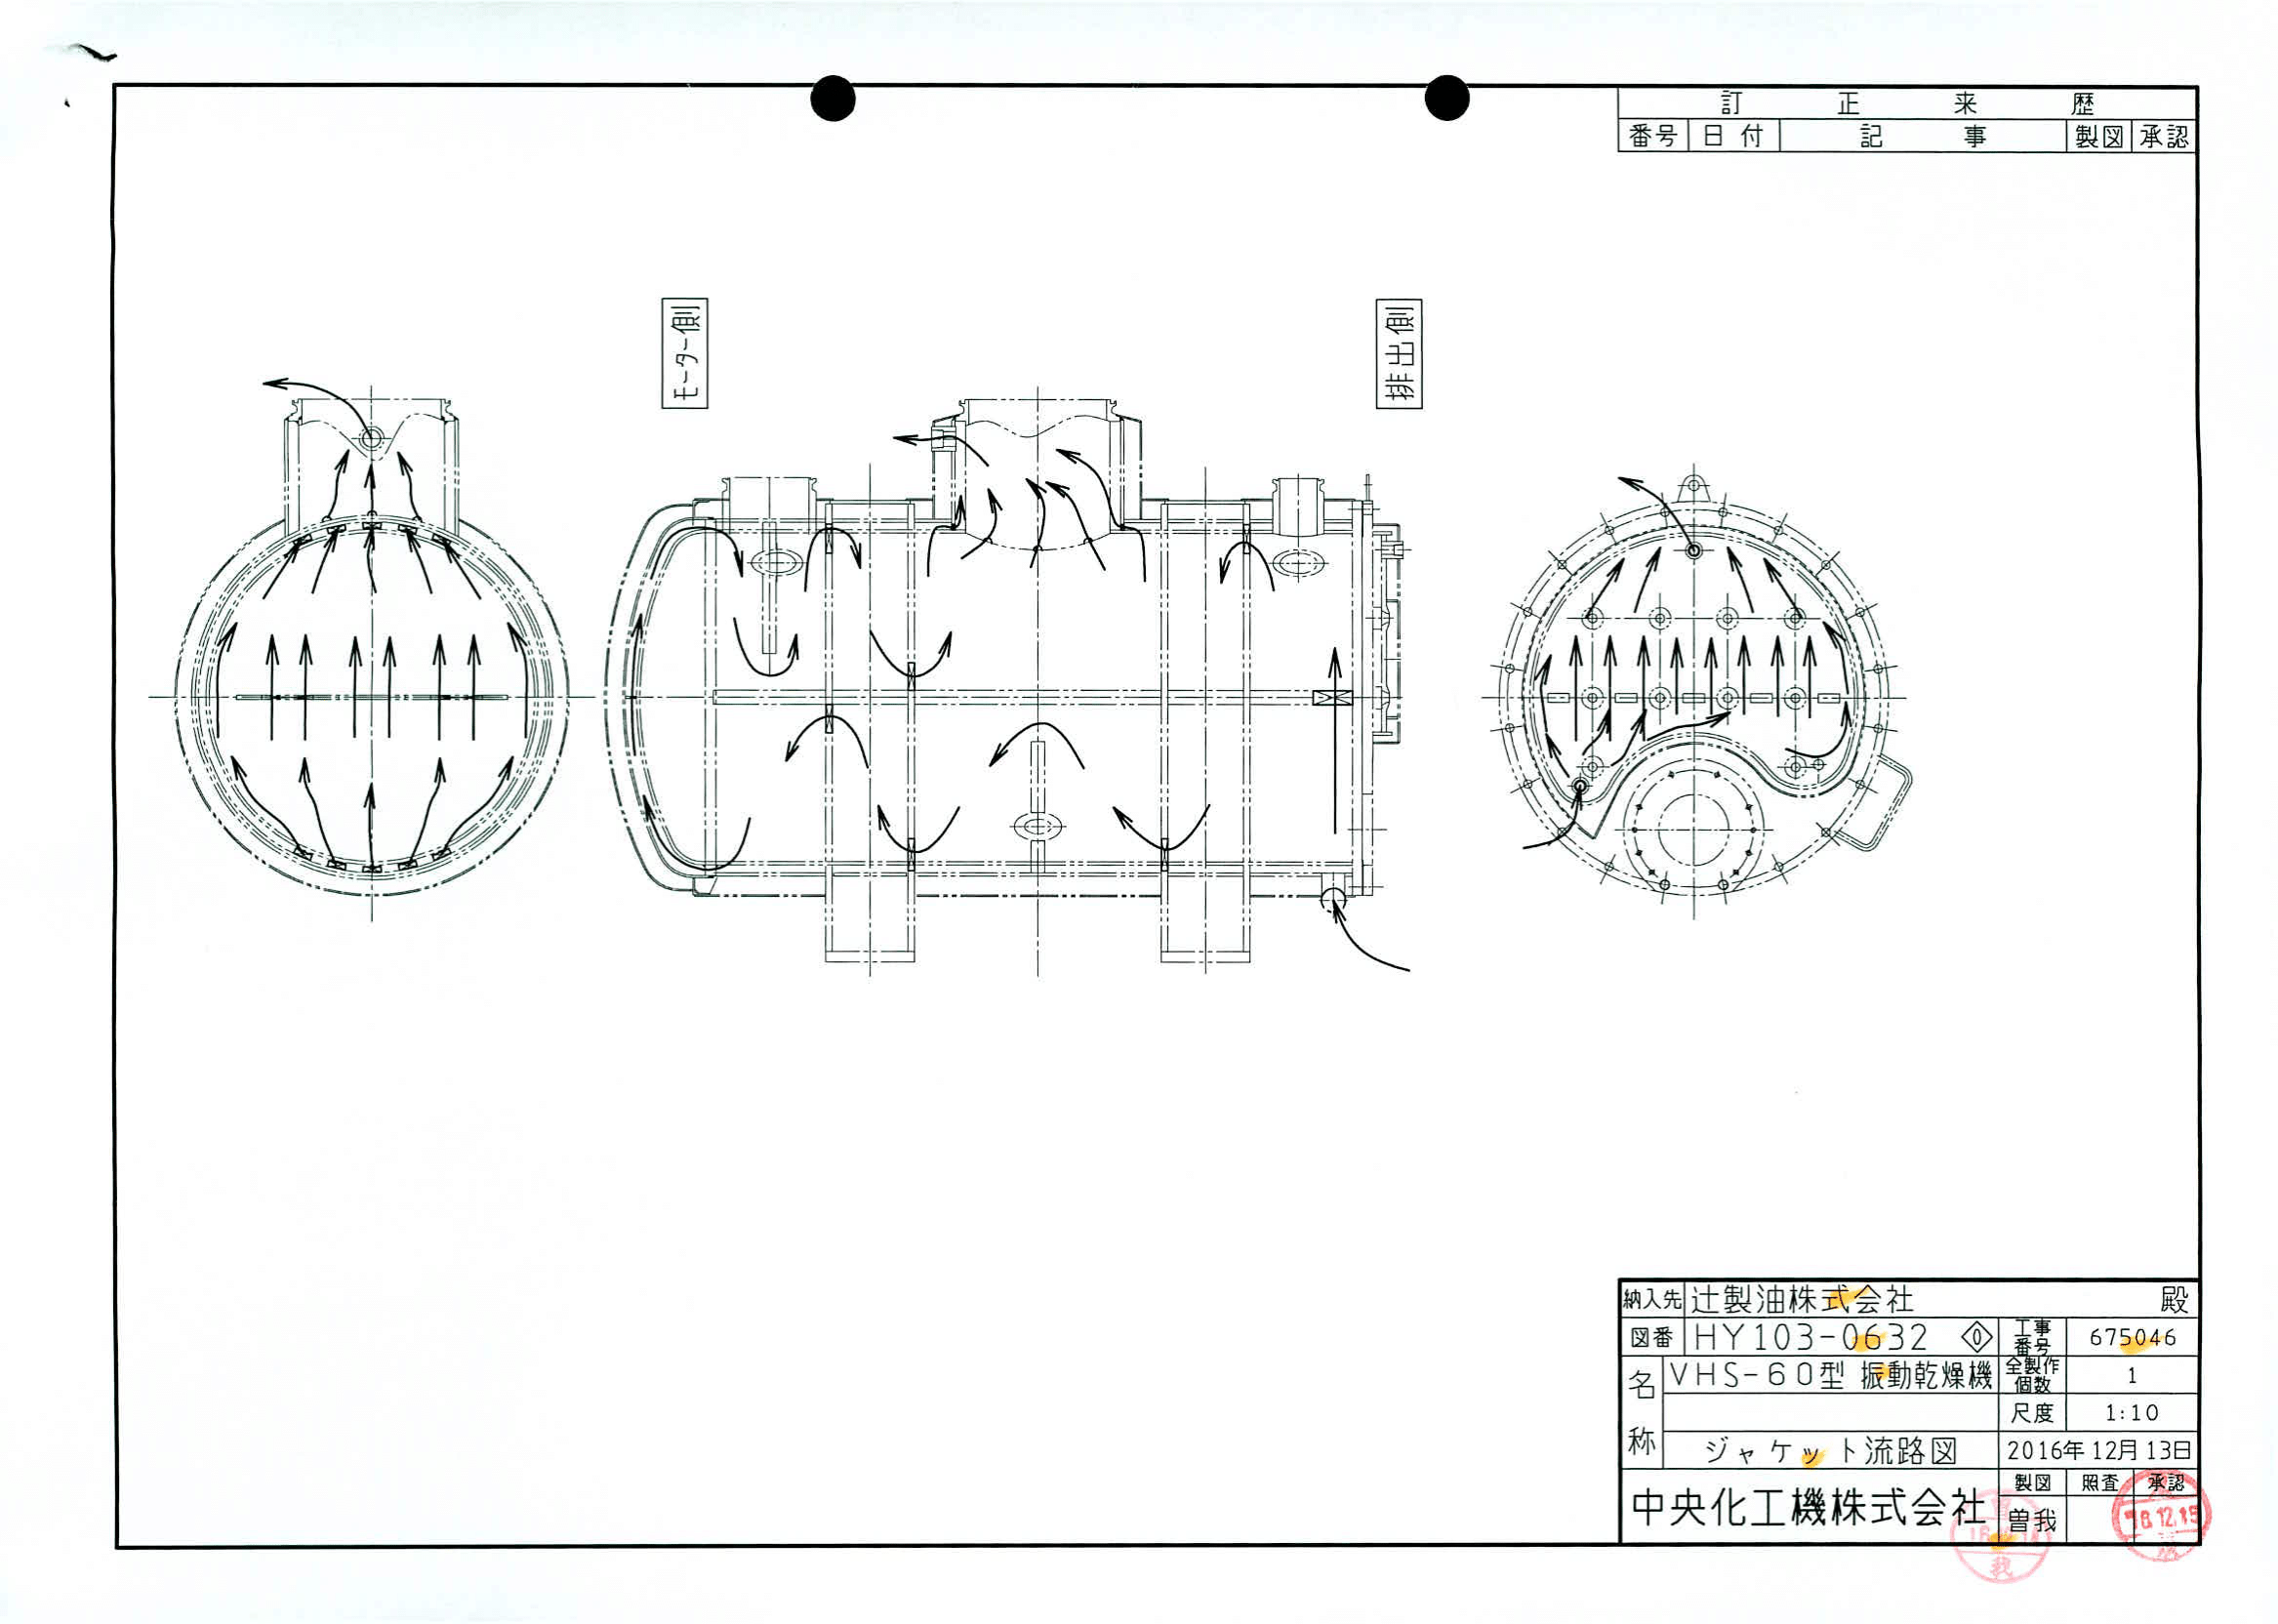 訂正来歴
番号 日付 記事 製図 承認
モーター側
排出側
納入先 辻製油株式会社 殿
図番 HY103-0632 0 工事番号 675046
名称 VHS-60型 振動乾燥機 全製作個数 1
尺度 1:10
ジャケット流路図 2016年12月13日
中央化工機株式会社 製図 照査 承認
曽我
16.12.15